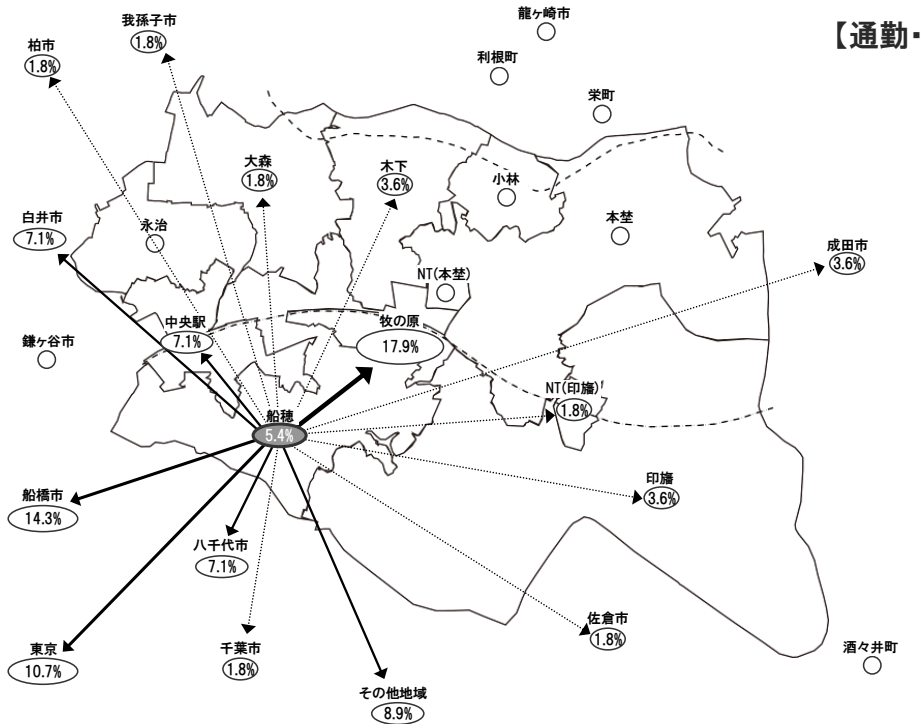 龍ヶ崎市
我孫子市
1.8%
【通勤・
柏市
1.8%
利根町
栄町
大森
1.8%
木下
3.6%
小林
白井市
7.1%
永治
本埜
成田市
3.6%
NT(本埜)
中央駅
7.1%
牧の原
17.9%
鎌ヶ谷市
NT(印旛)
1.8%
船穂
5.4%
印旛
3.6%
船橋市
14.3%
八千代市
7.1%
佐倉市
1.8%
東京
10.7%
千葉市
1.8%
酒々井町
その他地域
8.9%